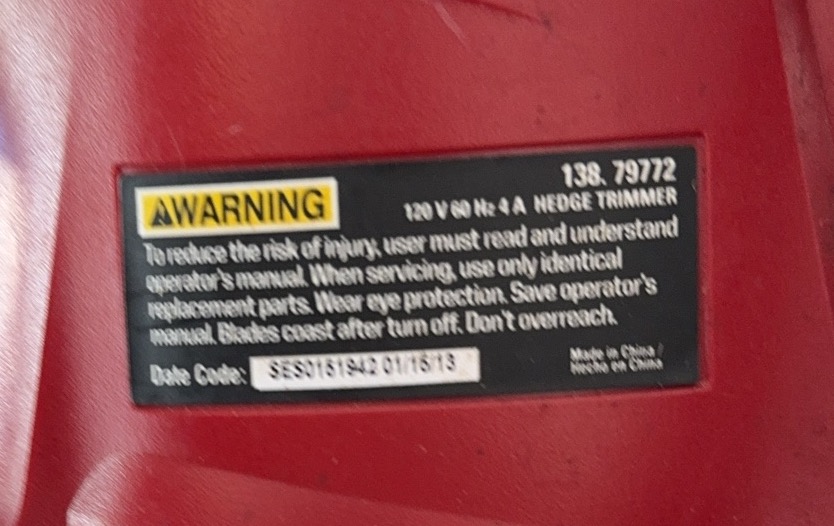 138. 79772
WARNING
120 V 60 Hz 4 A HEDGE TRIMMER
To reduce the risk of injury, user must read and understand
operator's manual. When servicing, use only identical
replacement parts. Wear eye protection. Save operator's
manual. Blades coast after turn off. Don't overreach.
Date Code: SES0151942 01/15/13
Made in China /
Hecho en China